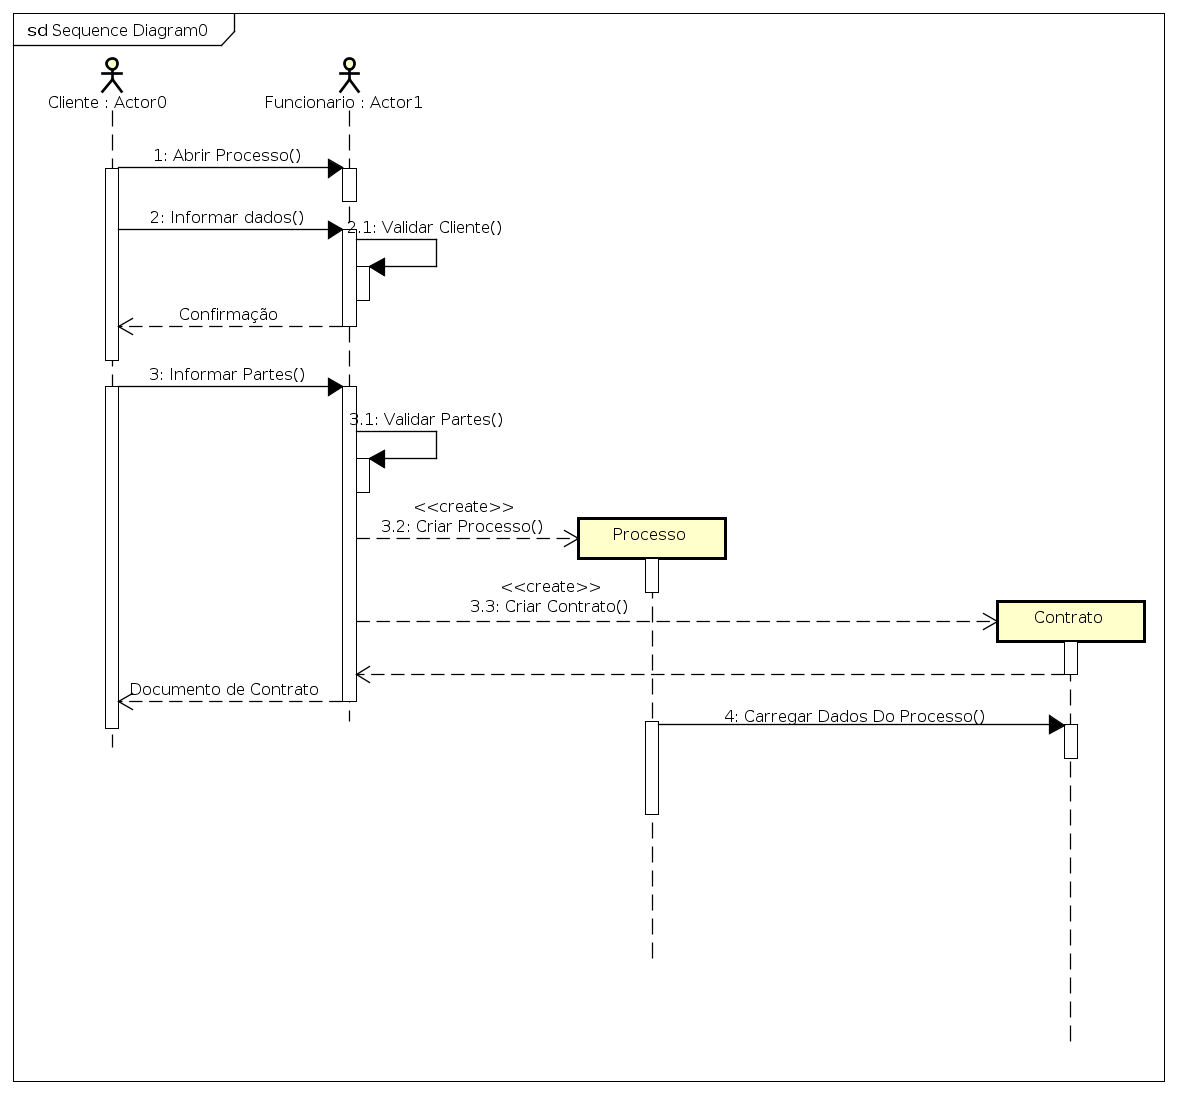 sd Sequence Diagram0
Cliente : Actor0
Funcionario : Actor1
1: Abrir Processo()
2: Informar dados()
2.1: Validar Cliente()
Confirmação
3: Informar Partes()
3.1: Validar Partes()
<<create>>
3.2: Criar Processo()
Processo
<<create>>
3.3: Criar Contrato()
Contrato
Documento de Contrato
4: Carregar Dados Do Processo()